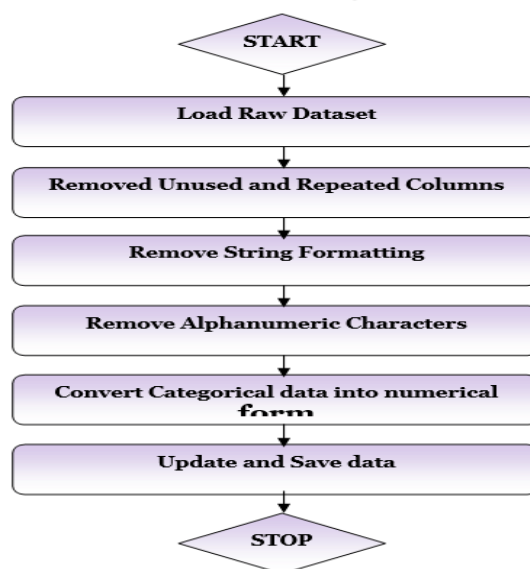 START
Load Raw Dataset
Removed Unused and Repeated Columns
Remove String Formatting
Remove Alphanumeric Characters
Convert Categorical data into numerical
form
Update and Save data
STOP